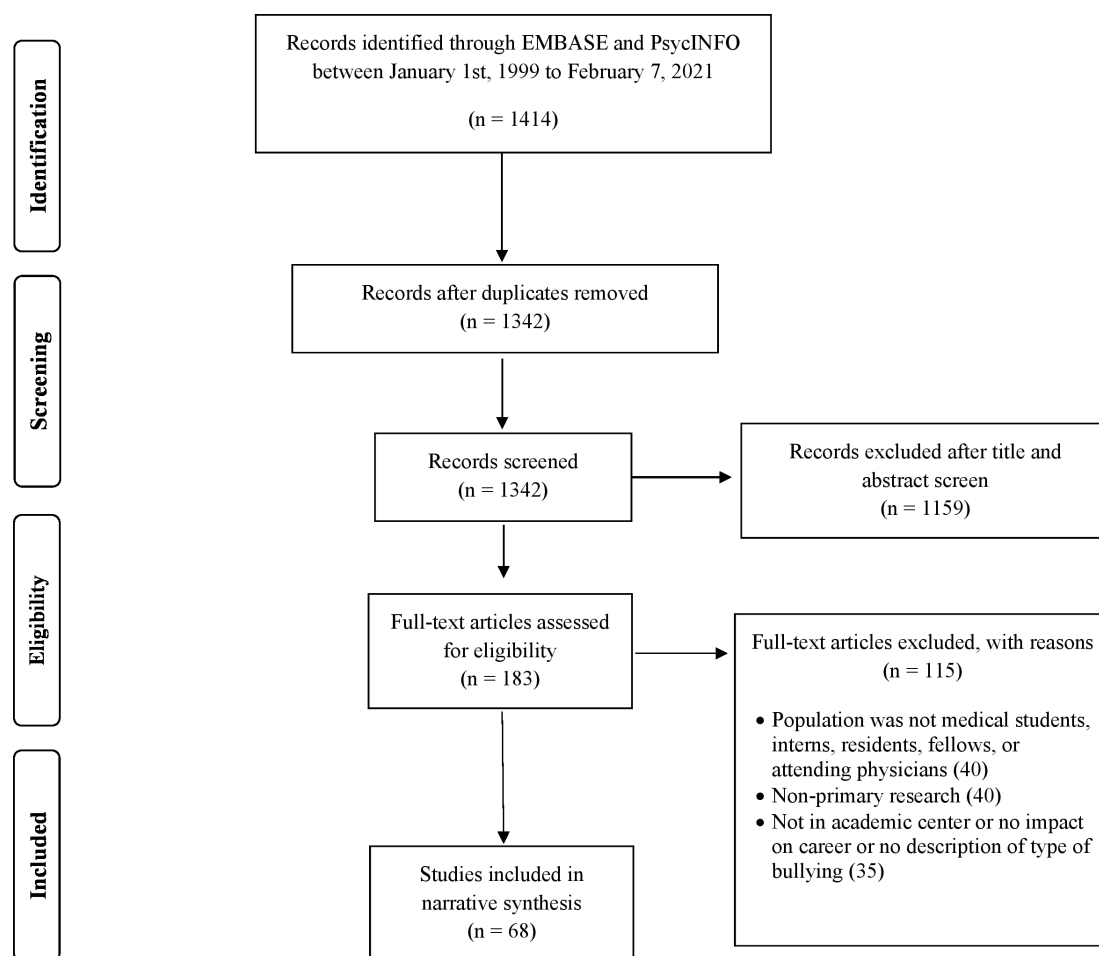 Identification
Records identified through EMBASE and PsycINFO
between January 1st, 1999 to February 7, 2021
(n = 1414)
Screening
Records after duplicates removed
(n = 1342)
Records screened
(n = 1342)
Records excluded after title and
abstract screen
(n = 1159)
Eligibility
Full-text articles assessed
for eligibility
(n = 183)
Full-text articles excluded, with reasons
(n = 115)
• Population was not medical students,
interns, residents, fellows, or
attending physicians (40)
• Non-primary research (40)
• Not in academic center or no impact
on career or no description of type of
bullying (35)
Included
Studies included in
narrative synthesis
(n = 68)